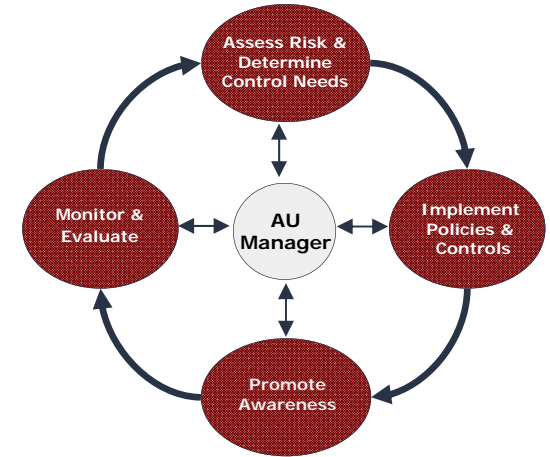 Assess Risk &
Determine
Control Needs
Monitor &
Evaluate
AU
Manager
Implement
Policies &
Controls
Promote
Awareness